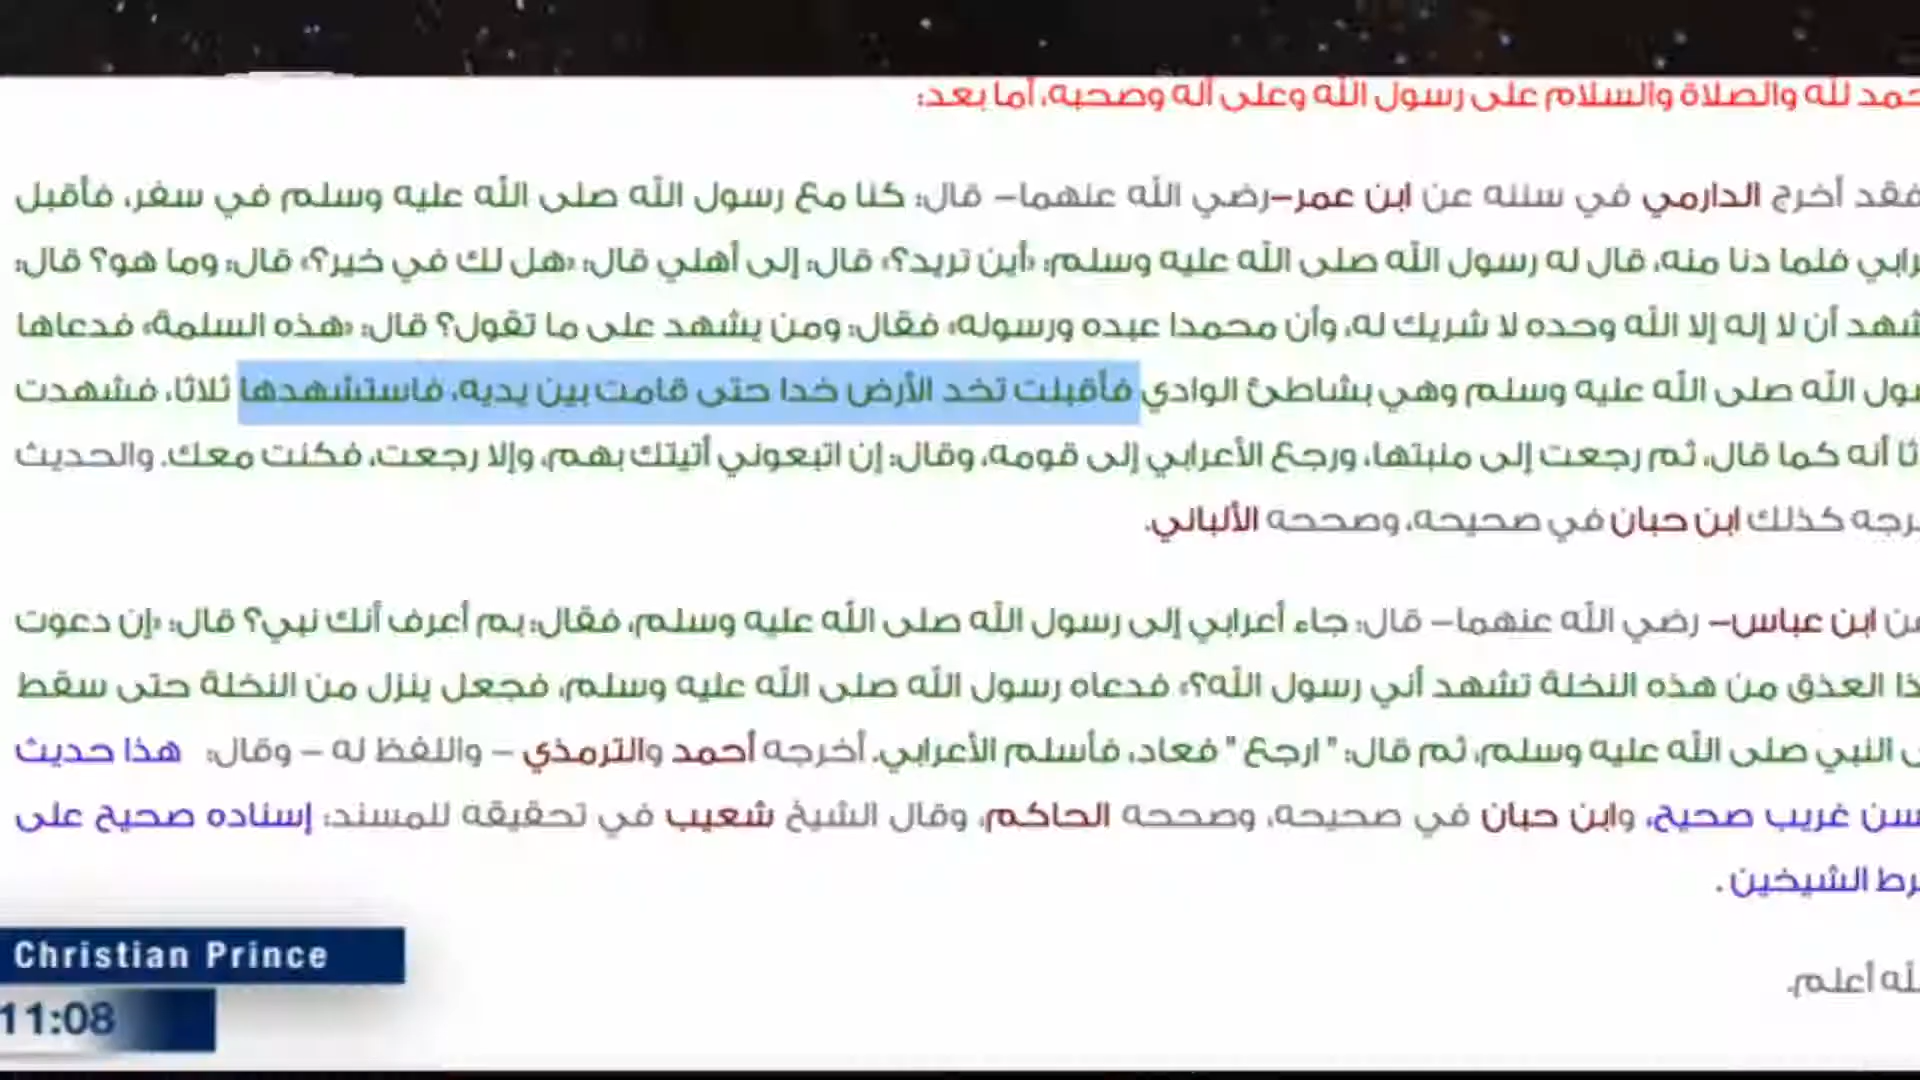 حمد لله والصلاة والسلام على رسول الله وعلى آله وصحبه، أما بعد:
فقد أخرج الدارمي في سننه عن ابن عمر–رضي الله عنهما– قال: كنا مع رسول الله صلى الله عليه وسلم في سفر، فأقبل
رابي فلما دنا منه، قال له رسول الله صلى الله عليه وسلم: «أين تريد؟» قال: إلى أهلي قال: «هل لك في خير؟» قال: وما هو؟ قال:
شهد أن لا إله إلا الله وحده لا شريك له، وأن محمدا عبده ورسوله» فقال: ومن يشهد على ما تقول؟ قال: «هذه السلمة» فدعاها
سول الله صلى الله عليه وسلم وهي بشاطئ الوادي فأقبلت تخد الأرض خدا حتى قامت بين يديه، فاستشهدها ثلاثا، فشهدت
ثا أنه كما قال، ثم رجعت إلى منبتها، ورجع الأعرابي إلى قومه، وقال: إن اتبعوني أتيتك بهم، وإلا رجعت، فكنت معك. والحديث
رجه كذلك ابن حبان في صحيحه، وصححه الألباني.
عن ابن عباس– رضي الله عنهما– قال: جاء أعرابي إلى رسول الله صلى الله عليه وسلم، فقال: بم أعرف أنك نبي؟ قال: «إن دعوت
ذا العذق من هذه النخلة تشهد أني رسول الله؟» فدعاه رسول الله صلى الله عليه وسلم، فجعل ينزل من النخلة حتى سقط
النبي صلى الله عليه وسلم، ثم قال: " ارجع " فعاد، فأسلم الأعرابي. أخرجه أحمد والترمذي – واللفظ له – وقال: هذا حديث
سن غريب صحيح، وابن حبان في صحيحه، وصححه الحاكم، وقال الشيخ شعيب في تحقيقه للمسند: إسناده صحيح على
رط الشيخين .
لله أعلم.
Christian Prince
11:08